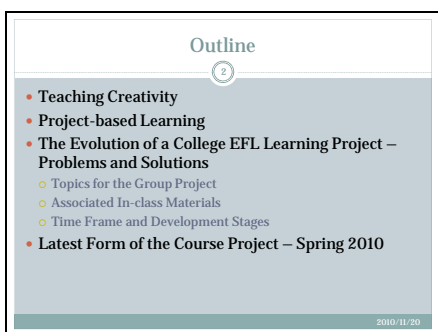 Outline
2
• Teaching Creativity
• Project-based Learning
• The Evolution of a College EFL Learning Project –
Problems and Solutions
○ Topics for the Group Project
○ Associated In-class Materials
○ Time Frame and Development Stages
• Latest Form of the Course Project – Spring 2010
2010/11/20